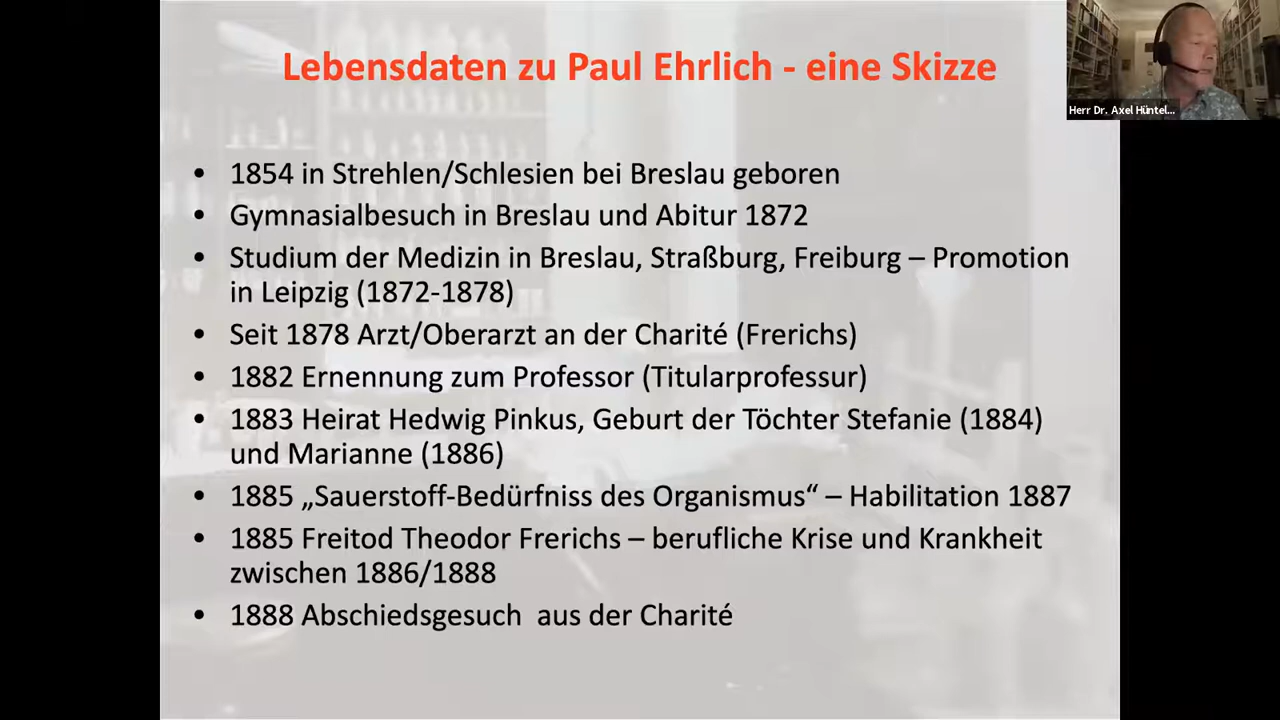 Lebensdaten zu Paul Ehrlich - eine Skizze
Herr Dr. Axel Hüntel...
• 1854 in Strehlen/Schlesien bei Breslau geboren
• Gymnasialbesuch in Breslau und Abitur 1872
• Studium der Medizin in Breslau, Straßburg, Freiburg – Promotion
in Leipzig (1872-1878)
• Seit 1878 Arzt/Oberarzt an der Charité (Frerichs)
• 1882 Ernennung zum Professor (Titularprofessur)
• 1883 Heirat Hedwig Pinkus, Geburt der Töchter Stefanie (1884)
und Marianne (1886)
• 1885 „Sauerstoff-Bedürfniss des Organismus“ – Habilitation 1887
• 1885 Freitod Theodor Frerichs – berufliche Krise und Krankheit
zwischen 1886/1888
• 1888 Abschiedsgesuch  aus der Charité